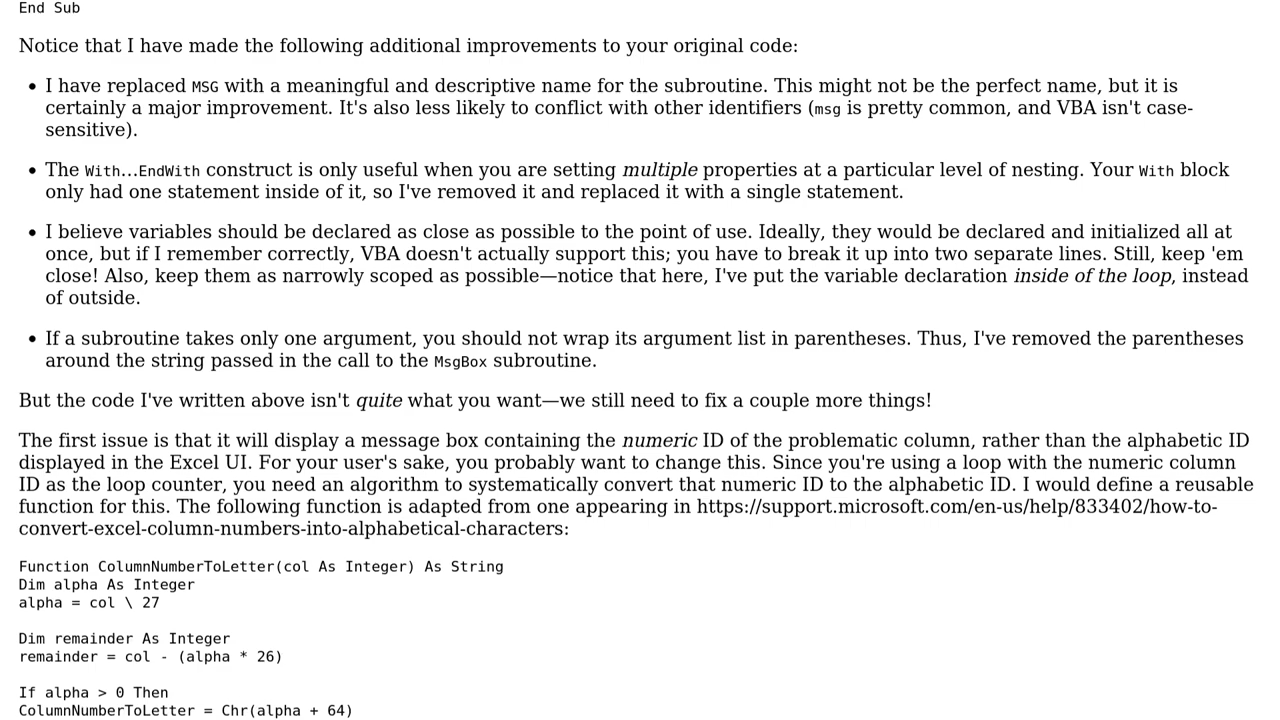 End Sub
Notice that I have made the following additional improvements to your original code:
• I have replaced MSG with a meaningful and descriptive name for the subroutine. This might not be the perfect name, but it is
certainly a major improvement. It's also less likely to conflict with other identifiers (msg is pretty common, and VBA isn't case-
sensitive).
• The With…EndWith construct is only useful when you are setting multiple properties at a particular level of nesting. Your With block
only had one statement inside of it, so I've removed it and replaced it with a single statement.
• I believe variables should be declared as close as possible to the point of use. Ideally, they would be declared and initialized all at
once, but if I remember correctly, VBA doesn't actually support this; you have to break it up into two separate lines. Still, keep 'em
close! Also, keep them as narrowly scoped as possible—notice that here, I've put the variable declaration inside of the loop, instead
of outside.
• If a subroutine takes only one argument, you should not wrap its argument list in parentheses. Thus, I've removed the parentheses
around the string passed in the call to the MsgBox subroutine.
But the code I've written above isn't quite what you want—we still need to fix a couple more things!
The first issue is that it will display a message box containing the numeric ID of the problematic column, rather than the alphabetic ID
displayed in the Excel UI. For your user's sake, you probably want to change this. Since you're using a loop with the numeric column
ID as the loop counter, you need an algorithm to systematically convert that numeric ID to the alphabetic ID. I would define a reusable
function for this. The following function is adapted from one appearing in https://support.microsoft.com/en-us/help/833402/how-to-
convert-excel-column-numbers-into-alphabetical-characters:
Function ColumnNumberToLetter(col As Integer) As String
Dim alpha As Integer
alpha = col \ 27
Dim remainder As Integer
remainder = col - (alpha * 26)
If alpha > 0 Then
ColumnNumberToLetter = Chr(alpha + 64)